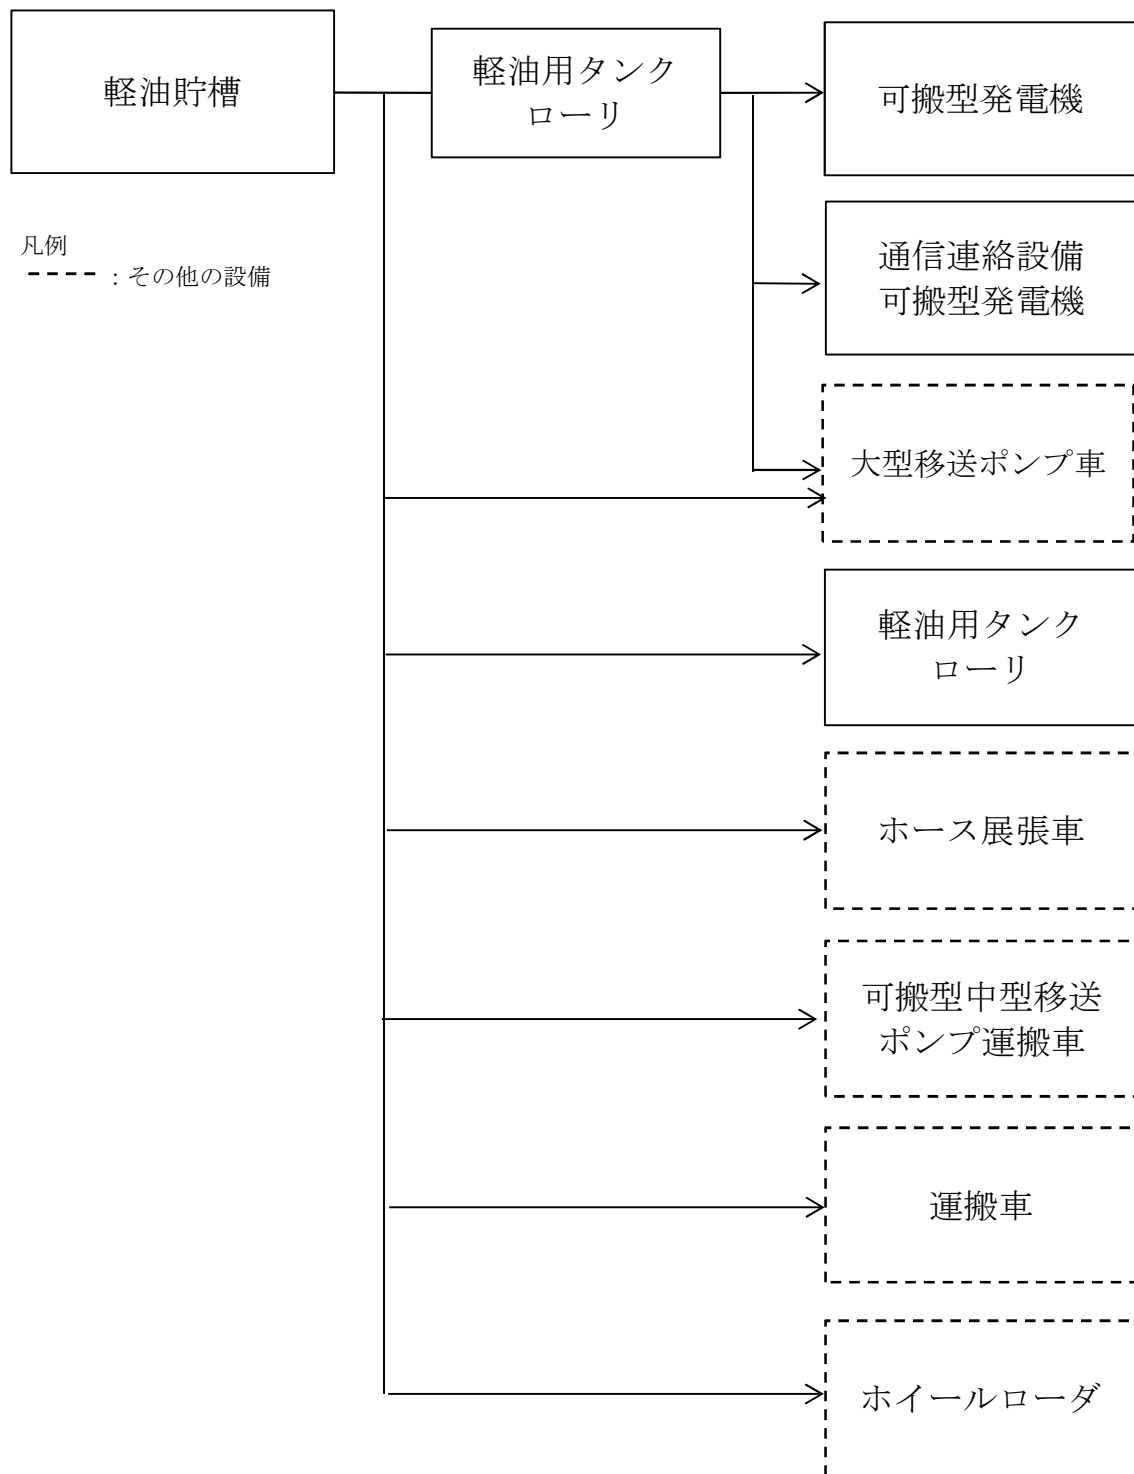 軽油貯槽
軽油用タンク
ローリ
可搬型発電機
凡例
：その他の設備
通信連絡設備
可搬型発電機
大型移送ポンプ車
軽油用タンク
ローリ
ホース展張車
可搬型中型移送
ポンプ運搬車
運搬車
ホイールローダ